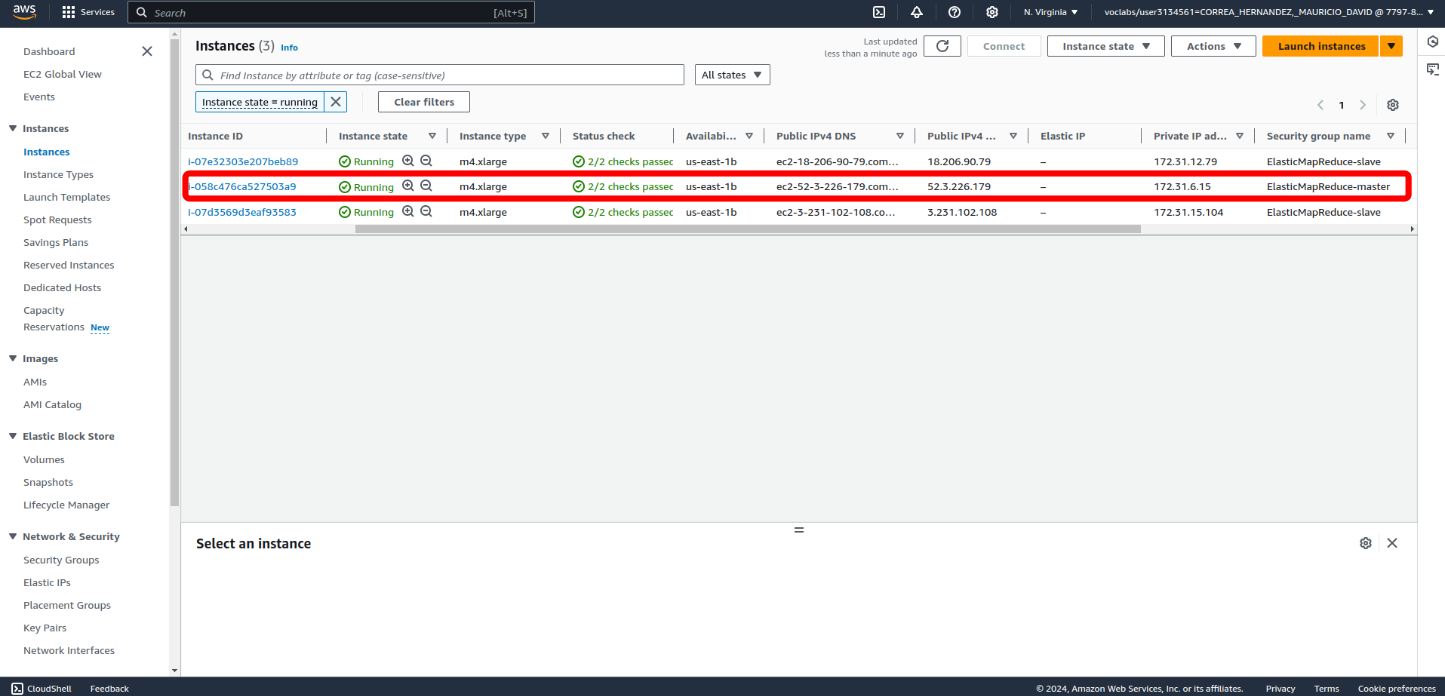 aws Services Search [Alt+S] N. Virginia voclabs/user3134561=CORREA_HERNANDEZ,_MAURICIO_DAVID @ 7797-8...
Dashboard
EC2 Global View
Events
Instances
Instances
Instance Types
Launch Templates
Spot Requests
Savings Plans
Reserved Instances
Dedicated Hosts
Capacity
Reservations New
Images
AMIs
AMI Catalog
Elastic Block Store
Volumes
Snapshots
Lifecycle Manager
Network & Security
Security Groups
Elastic IPs
Placement Groups
Key Pairs
Network Interfaces
Instances (3) Info
Last updated
less than a minute ago
Connect Instance state Actions Launch instances
Find Instance by attribute or tag (case-sensitive) All states
Instance state = running Clear filters 1
Instance ID Instance state Instance type Status check Availabi... Public IPv4 DNS Public IPv4 ... Elastic IP Private IP ad... Security group name
i-07e32303e207beb89 Running m4.xlarge 2/2 checks passec us-east-1b ec2-18-206-90-79.com... 18.206.90.79 – 172.31.12.79 ElasticMapReduce-slave
i-058c476ca527503a9 Running m4.xlarge 2/2 checks passec us-east-1b ec2-52-3-226-179.com... 52.3.226.179 – 172.31.6.15 ElasticMapReduce-master
i-07d3569d3eaf93583 Running m4.xlarge 2/2 checks passec us-east-1b ec2-3-231-102-108.co... 3.231.102.108 – 172.31.15.104 ElasticMapReduce-slave
Select an instance
CloudShell Feedback © 2024, Amazon Web Services, Inc. or its affiliates. Privacy Terms Cookie preferences